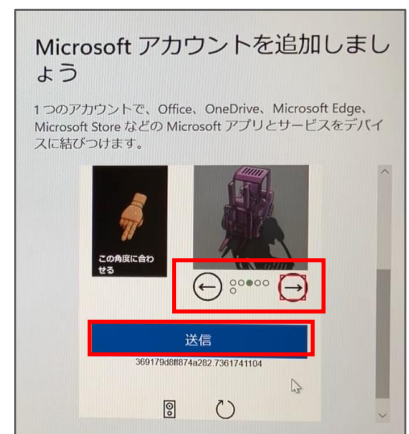 Microsoft アカウントを追加しまし
ょう
1 つのアカウントで、Office、OneDrive、Microsoft Edge、
Microsoft Store などの Microsoft アプリとサービスをデバイ
スに結びつけます。
この角度に合わ
せる
送信
369179d8ff874a282.7361741104